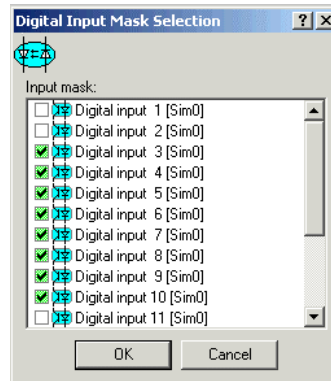 Digital Input Mask Selection
Input mask:
Digital input 1 [Sim0]
Digital input 2 [Sim0]
Digital input 3 [Sim0]
Digital input 4 [Sim0]
Digital input 5 [Sim0]
Digital input 6 [Sim0]
Digital input 7 [Sim0]
Digital input 8 [Sim0]
Digital input 9 [Sim0]
Digital input 10 [Sim0]
Digital input 11 [Sim0]
OK Cancel